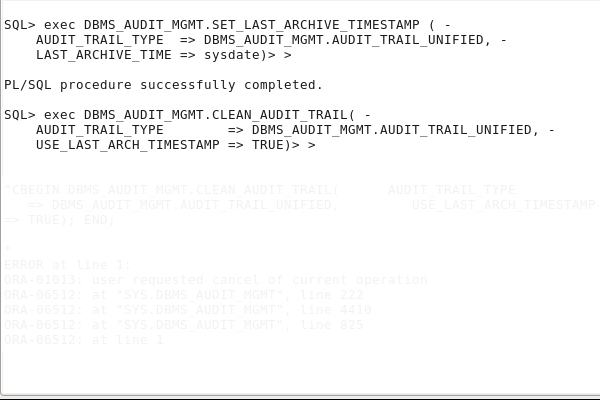 SQL> exec DBMS_AUDIT_MGMT.SET_LAST_ARCHIVE_TIMESTAMP ( -
AUDIT_TRAIL_TYPE => DBMS_AUDIT_MGMT.AUDIT_TRAIL_UNIFIED, -
LAST_ARCHIVE_TIME => sysdate)> >
PL/SQL procedure successfully completed.
SQL> exec DBMS_AUDIT_MGMT.CLEAN_AUDIT_TRAIL( -
AUDIT_TRAIL_TYPE => DBMS_AUDIT_MGMT.AUDIT_TRAIL_UNIFIED, -
USE_LAST_ARCH_TIMESTAMP => TRUE)> >
^CBEGIN DBMS_AUDIT_MGMT.CLEAN_AUDIT_TRAIL( AUDIT_TRAIL_TYPE
=> DBMS_AUDIT_MGMT.AUDIT_TRAIL_UNIFIED, USE_LAST_ARCH_TIMESTAMP
=> TRUE); END;
*
ERROR at line 1:
ORA-01013: user requested cancel of current operation
ORA-06512: at "SYS.DBMS_AUDIT_MGMT", line 222
ORA-06512: at "SYS.DBMS_AUDIT_MGMT", line 4410
ORA-06512: at "SYS.DBMS_AUDIT_MGMT", line 825
ORA-06512: at line 1